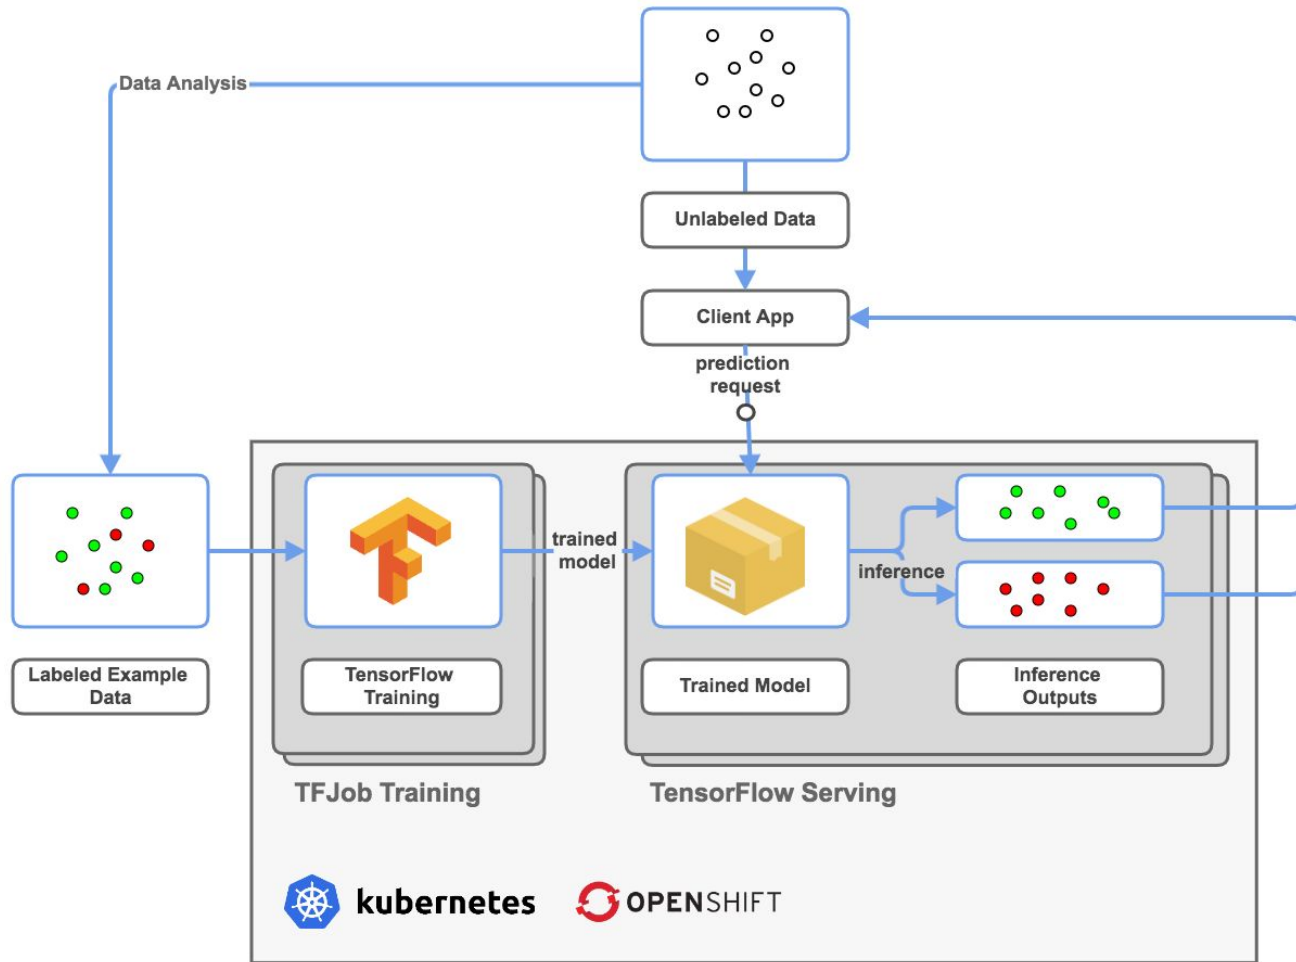 Data Analysis
Unlabeled Data
Client App
prediction
request
trained
model
inference
Labeled Example
Data
TensorFlow
Training
Trained Model
Inference
Outputs
TFJob Training
TensorFlow Serving
kubernetes
OPENSHIFT